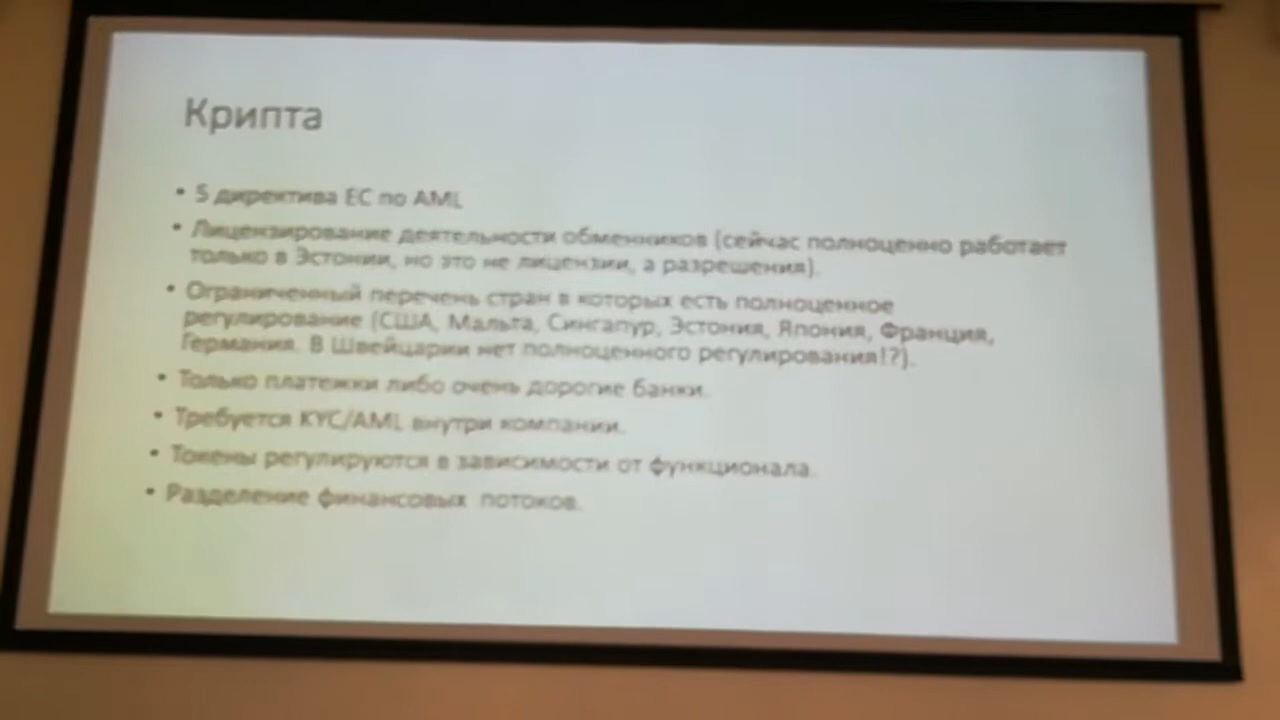 Крипта
• 5 директива ЕС по AML
• Лицензирование деятельности обменников (сейчас полноценно работает
только в Эстонии, но это не лицензии, а разрешения).
• Ограниченный перечень стран в которых есть полноценное
регулирование (США, Мальта, Сингапур, Эстония, Япония, Франция,
Германия. В Швейцарии нет полноценного регулирования!?).
• Только платежки либо очень дорогие банки.
• Требуется KYC/AML внутри компании.
• Токены регулируются в зависимости от функционала.
• Разделение финансовых потоков.